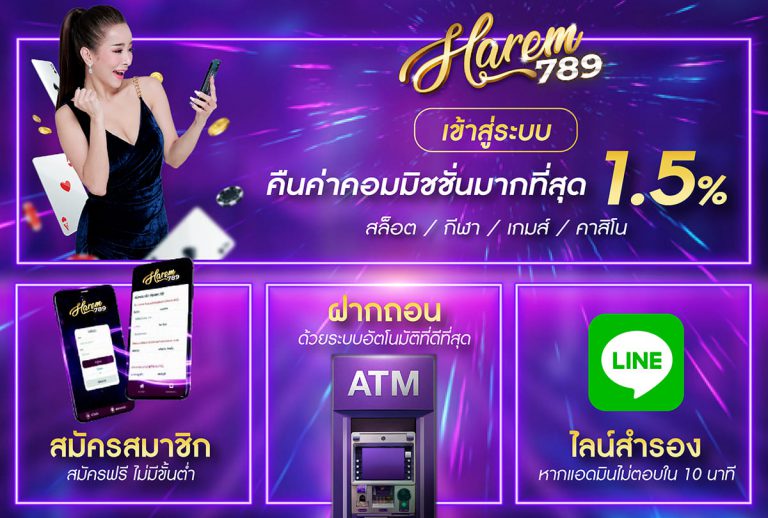 Harem
789
เข้าสู่ระบบ
คืนค่าคอมมิชชั่นมากที่สุด 1.5%
สล็อต / กีฬา / เกมส์ / คาสิโน
Harem
789
Harem
789
สมัครสมาชิก
สมัครฟรี ไม่มีขั้นต่ำ
ฝากถอน
ด้วยระบบอัตโนมัติที่ดีที่สุด
ATM
LINE
ไลน์สำรอง
หากแอดมินไม่ตอบใน 10 นาที